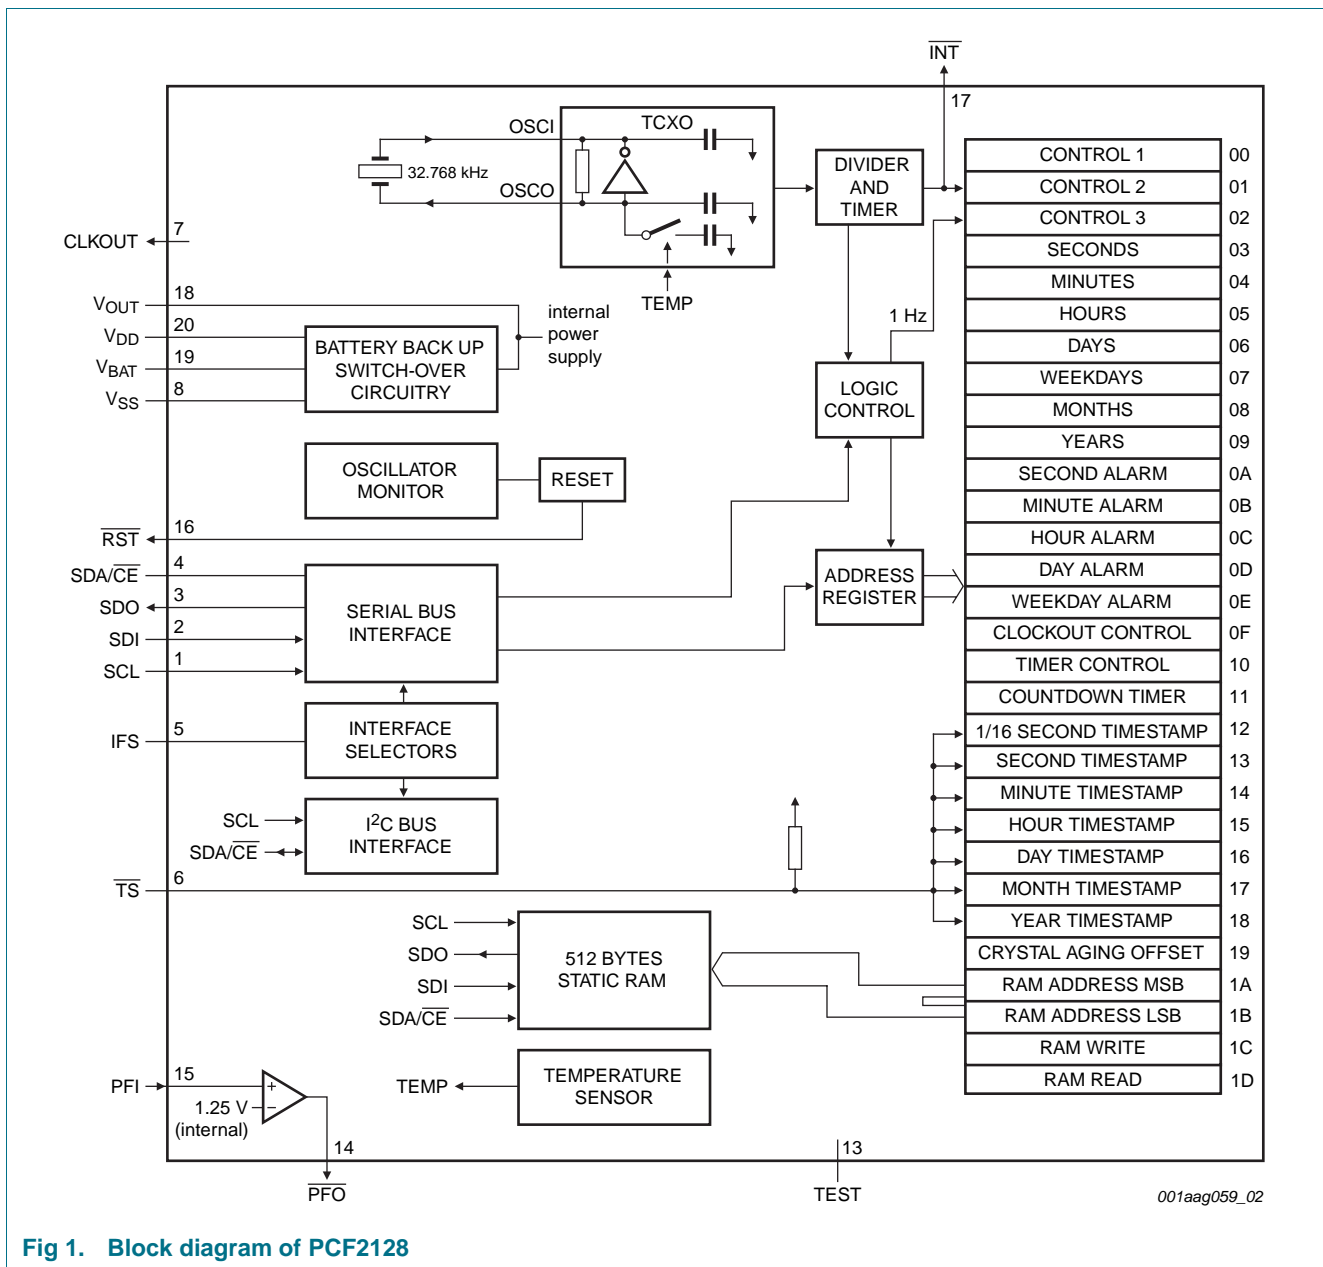 INT
17
OSCI
TCXO
32.768 kHz
OSCO
TEMP
DIVIDER
AND
TIMER
CLKOUT
7
VOUT
18
VDD
20
VBAT
19
VSS
8
BATTERY BACK UP
SWITCH-OVER
CIRCUITRY
internal
power
supply
1 Hz
LOGIC
CONTROL
OSCILLATOR
MONITOR
RESET
RST
16
SDA/CE
4
SDO
3
SDI
2
SCL
1
SERIAL BUS
INTERFACE
ADDRESS
REGISTER
IFS
5
INTERFACE
SELECTORS
SCL
SDA/CE
I2C BUS
INTERFACE
TS
6
SCL
SDO
SDI
SDA/CE
512 BYTES
STATIC RAM
PFI
15
+
1.25 V
−
(internal)
14
PFO
TEMP
TEMPERATURE
SENSOR
13
TEST
CONTROL 1 00
CONTROL 2 01
CONTROL 3 02
SECONDS 03
MINUTES 04
HOURS 05
DAYS 06
WEEKDAYS 07
MONTHS 08
YEARS 09
SECOND ALARM 0A
MINUTE ALARM 0B
HOUR ALARM 0C
DAY ALARM 0D
WEEKDAY ALARM 0E
CLOCKOUT CONTROL 0F
TIMER CONTROL 10
COUNTDOWN TIMER 11
1/16 SECOND TIMESTAMP 12
SECOND TIMESTAMP 13
MINUTE TIMESTAMP 14
HOUR TIMESTAMP 15
DAY TIMESTAMP 16
MONTH TIMESTAMP 17
YEAR TIMESTAMP 18
CRYSTAL AGING OFFSET 19
RAM ADDRESS MSB 1A
RAM ADDRESS LSB 1B
RAM WRITE 1C
RAM READ 1D
001aag059_02
Fig 1. Block diagram of PCF2128